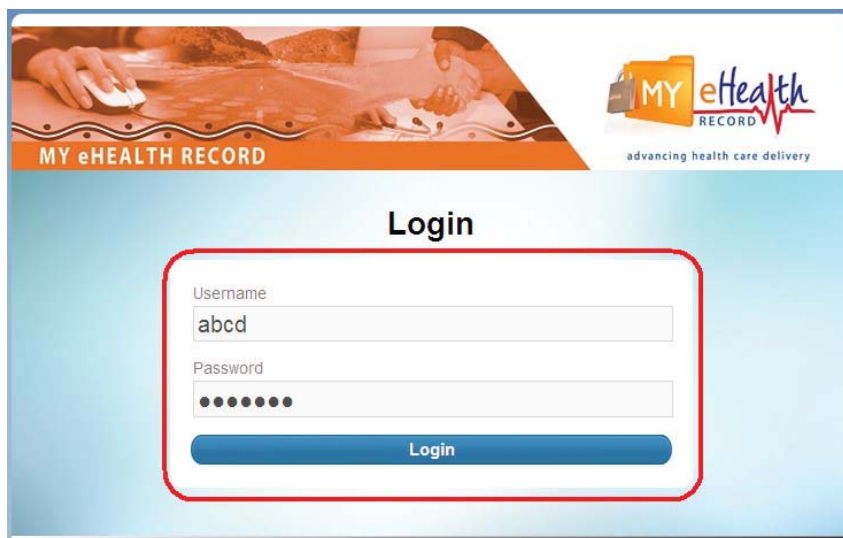 MY eHealth
RECORD
advancing health care delivery
MY eHEALTH RECORD
Login
Username
abcd
Password
●●●●●●●
Login